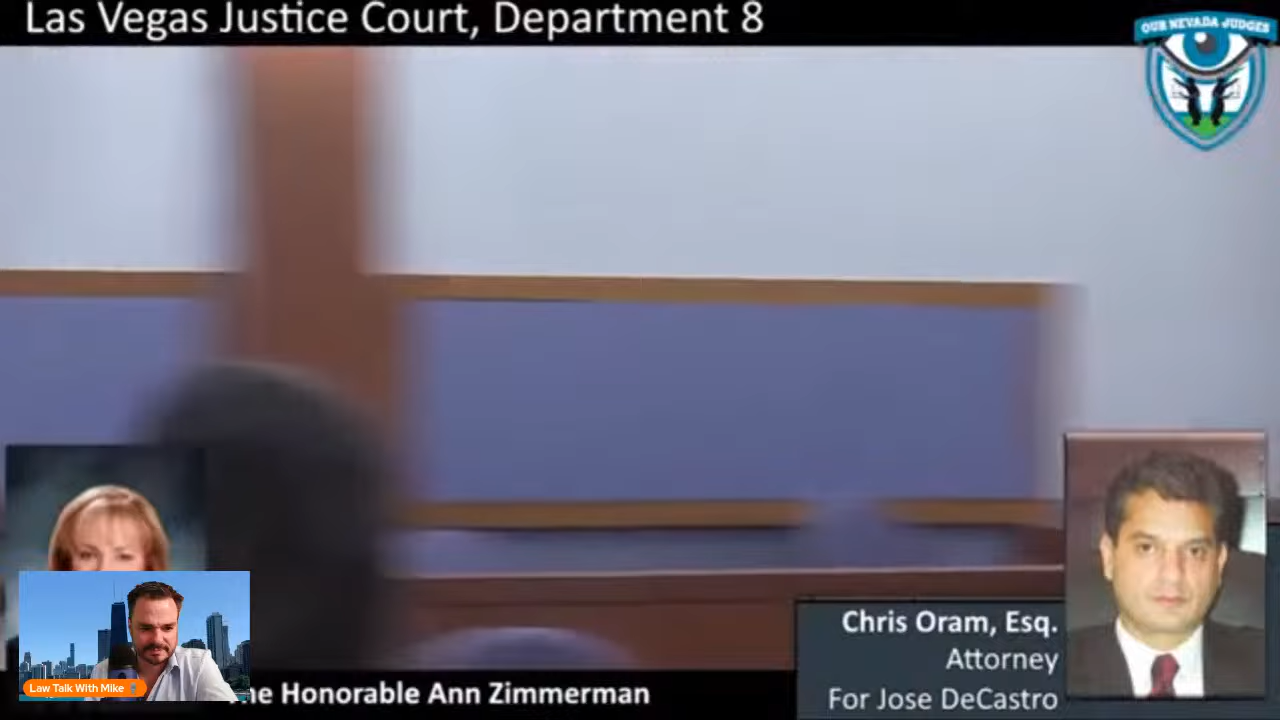 Las Vegas Justice Court, Department 8
OUR NEVADA JUDGES
Chris Oram, Esq.
Attorney
For Jose DeCastro
Law Talk With Mike
he Honorable Ann Zimmerman